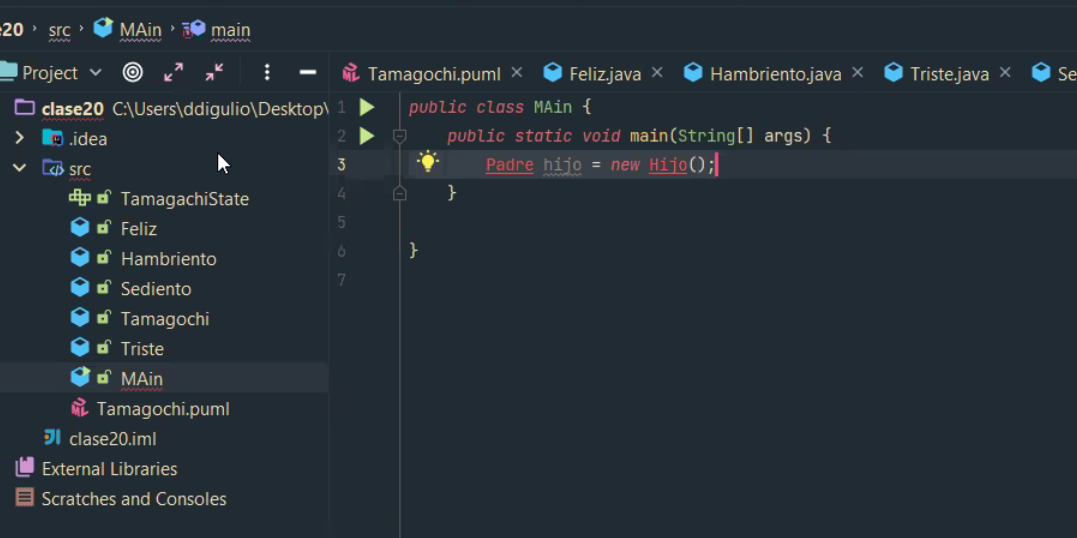 e20 src MAin main
Project
Tamagochi.puml Feliz.java Hambriento.java Triste.java Se
clase20 C:\Users\ddigulio\Desktop\
.idea
src
TamagachiState
Feliz
Hambriento
Sediento
Tamagochi
Triste
MAin
Tamagochi.puml
clase20.iml
External Libraries
Scratches and Consoles
1 public class MAin {
2 public static void main(String[] args) {
3 Padre hijo = new Hijo();
4 }
5
6 }
7